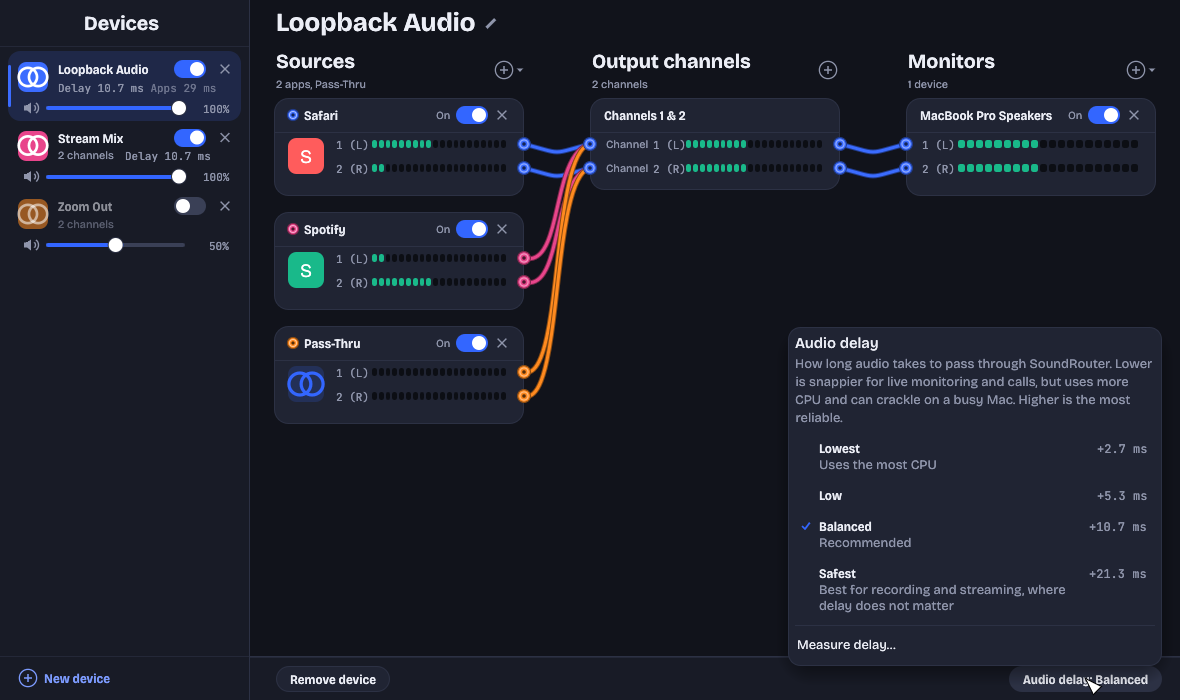 Devices
Loopback Audio
Delay 10.7 ms Apps 29 ms
100%
Stream Mix
2 channels Delay 10.7 ms
100%
Zoom Out
2 channels
50%
New device
Loopback Audio
Sources
2 apps, Pass-Thru
Safari On
S
1 (L)
2 (R)
Spotify On
S
1 (L)
2 (R)
Pass-Thru On
1 (L)
2 (R)
Output channels
2 channels
Channels 1 & 2
Channel 1 (L)
Channel 2 (R)
Monitors
1 device
MacBook Pro Speakers On
1 (L)
2 (R)
Audio delay
How long audio takes to pass through SoundRouter. Lower
is snappier for live monitoring and calls, but uses more
CPU and can crackle on a busy Mac. Higher is the most
reliable.
Lowest +2.7 ms
Uses the most CPU
Low +5.3 ms
Balanced +10.7 ms
Recommended
Safest +21.3 ms
Best for recording and streaming, where
delay does not matter
Measure delay...
Remove device
Audio delay: Balanced